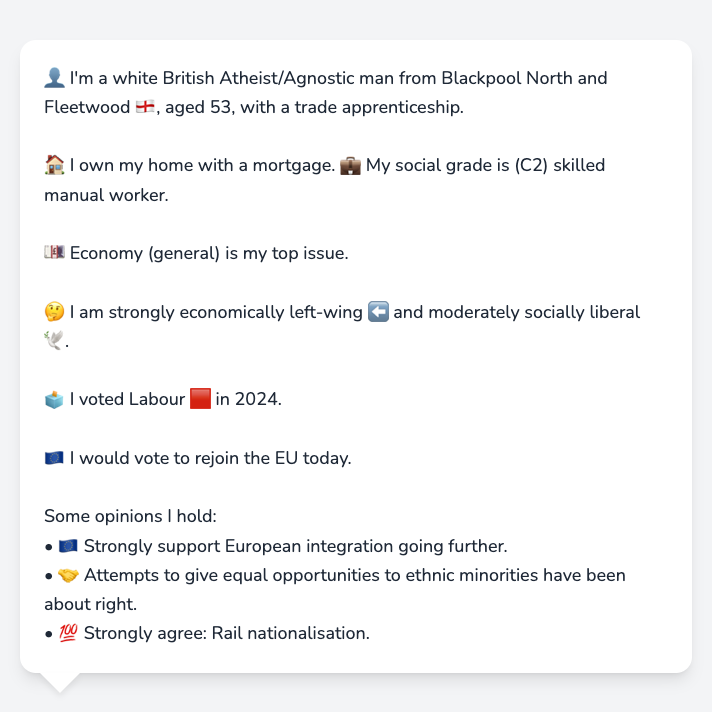 👤 I'm a white British Atheist/Agnostic man from Blackpool North and
Fleetwood 🏴󠁧󠁢󠁥󠁮󠁧󠁿, aged 53, with a trade apprenticeship.
🏠 I own my home with a mortgage. 💼 My social grade is (C2) skilled
manual worker.
💷 Economy (general) is my top issue.
🤔 I am strongly economically left-wing ⬅️ and moderately socially liberal
🕊️.
🗳️ I voted Labour 🟥 in 2024.
🇪🇺 I would vote to rejoin the EU today.
Some opinions I hold:
• 🇪🇺 Strongly support European integration going further.
• 🤝 Attempts to give equal opportunities to ethnic minorities have been
about right.
• 💯 Strongly agree: Rail nationalisation.